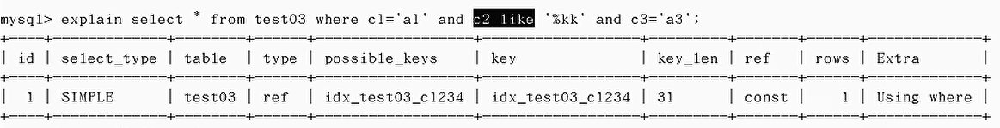 mysql> explain select * from test03 where c1='a1' and c2 like '%kk' and c3='a3';
+----+-------------+--------+------+-----------------+-----------------+---------+-------+------+-------------+
| id | select_type | table | type | possible_keys | key | key_len | ref | rows | Extra |
+----+-------------+--------+------+-----------------+-----------------+---------+-------+------+-------------+
| 1 | SIMPLE | test03 | ref | idx_test03_c1234 | idx_test03_c1234 | 31 | const | 1 | Using where |
+----+-------------+--------+------+-----------------+-----------------+---------+-------+------+-------------+